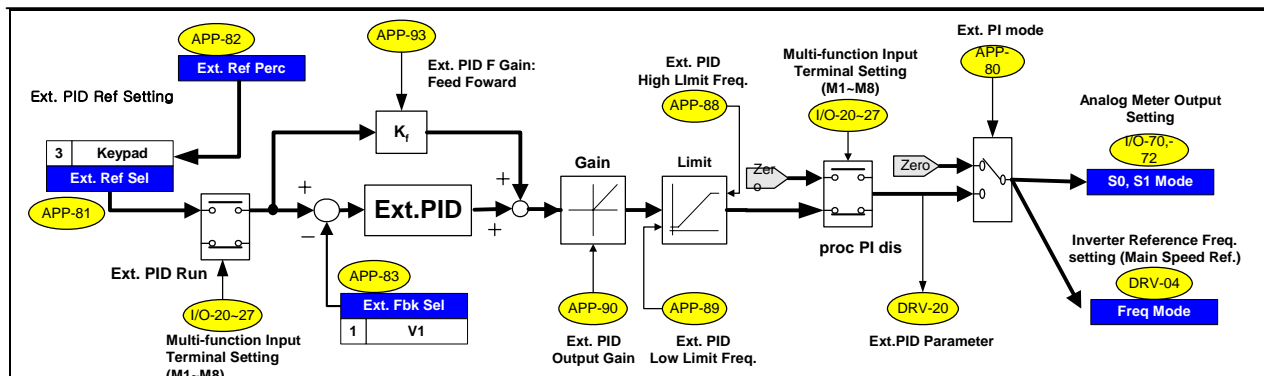 APP-82
Ext. Ref Perc
Ext. PID Ref Setting
3 Keypad
Ext. Ref Sel
APP-81
Ext. PID Run
I/O-20~27
Multi-function Input
Terminal Setting
(M1~M8)
APP-93
Ext. PID F Gain:
Feed Foward
Kf
+
−
Ext.PID
+
+
APP-83
Ext. Fbk Sel
1 V1
Gain
APP-90
Ext. PID
Output Gain
Ext. PID
High LImit Freq.
APP-88
Limit
APP-89
Ext. PID
Low Limit Freq.
Multi-function Input
Terminal Setting
(M1~M8)
I/O-20~27
Zer
o
proc PI dis
DRV-20
Ext.PID Parameter
Ext. PI mode
APP-
80
Zero
Analog Meter Output
Setting
I/O-70,-
72
S0, S1 Mode
Inverter Reference Freq.
setting (Main Speed Ref.)
DRV-04
Freq Mode